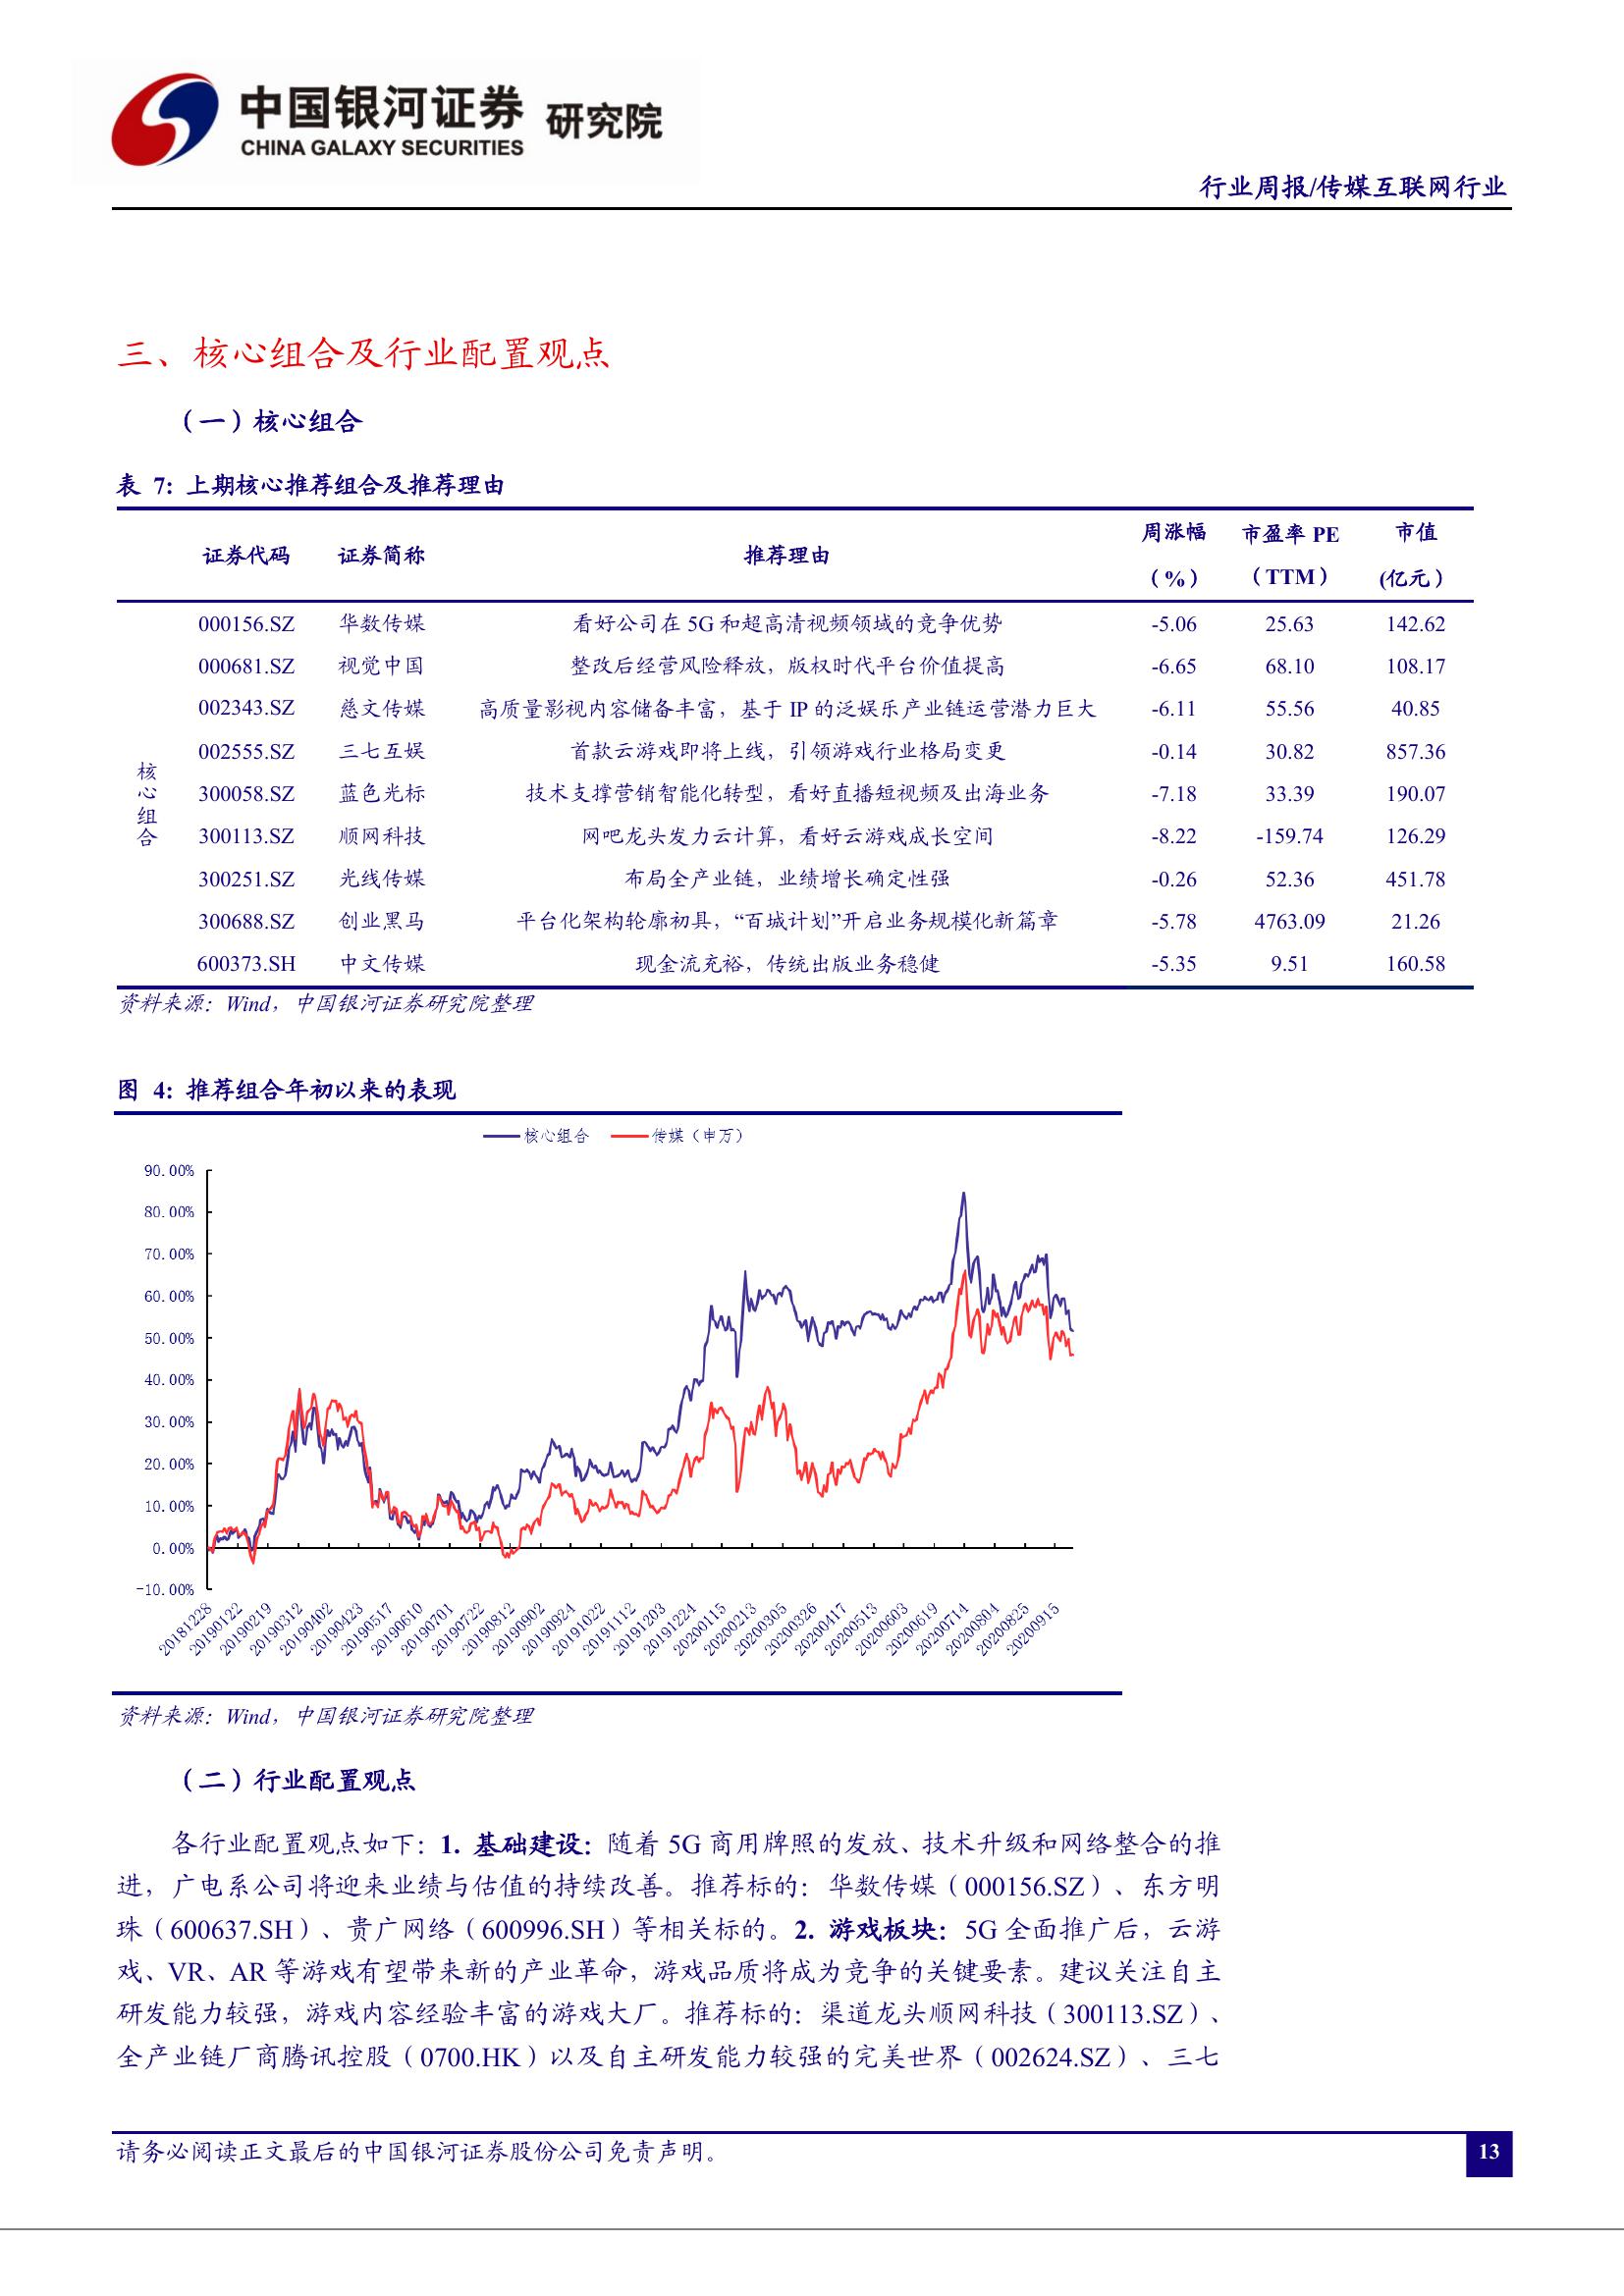 中国银河证券 研究院
CHINA GALAXY SECURITIES
行业周报/传媒互联网行业
三、核心组合及行业配置观点
（一）核心组合
表 7：上期核心推荐组合及推荐理由
证券代码 证券简称 推荐理由 周涨幅（%） 市盈率 PE（TTM） 市值(亿元）
核心组合
000156.SZ 华数传媒 看好公司在 5G 和超高清视频领域的竞争优势 -5.06 25.63 142.62
000681.SZ 视觉中国 整改后经营风险释放，版权时代平台价值提高 -6.65 68.10 108.17
002343.SZ 慈文传媒 高质量影视内容储备丰富，基于 IP 的泛娱乐产业链运营潜力巨大 -6.11 55.56 40.85
002555.SZ 三七互娱 首款云游戏即将上线，引领游戏行业格局变更 -0.14 30.82 857.36
300058.SZ 蓝色光标 技术支撑营销智能化转型，看好直播短视频及出海业务 -7.18 33.39 190.07
300113.SZ 顺网科技 网吧龙头发力云计算，看好云游戏成长空间 -8.22 -159.74 126.29
300251.SZ 光线传媒 布局全产业链，业绩增长确定性强 -0.26 52.36 451.78
300688.SZ 创业黑马 平台化架构轮廓初具，“百城计划”开启业务规模化新篇章 -5.78 4763.09 21.26
600373.SH 中文传媒 现金流充裕，传统出版业务稳健 -5.35 9.51 160.58
资料来源：Wind，中国银河证券研究院整理
图 4：推荐组合年初以来的表现
核心组合 传媒（申万）
90.00%
80.00%
70.00%
60.00%
50.00%
40.00%
30.00%
20.00%
10.00%
0.00%
-10.00%
20181228 20190122 20190219 20190312 20190402 20190423 20190517 20190610 20190701 20190722 20190812 20190902 20190924 20191022 20191112 20191203 20191224 20200115 20200213 20200305 20200326 20200417 20200513 20200603 20200619 20200714 20200804 20200825 20200915
资料来源：Wind，中国银河证券研究院整理
（二）行业配置观点
各行业配置观点如下：1. 基础建设：随着 5G 商用牌照的发放、技术升级和网络整合的推
进，广电系公司将迎来业绩与估值的持续改善。推荐标的：华数传媒（000156.SZ）、东方明
珠（600637.SH）、贵广网络（600996.SH）等相关标的。2. 游戏板块：5G 全面推广后，云游
戏、VR、AR 等游戏有望带来新的产业革命，游戏品质将成为竞争的关键要素。建议关注自主
研发能力较强，游戏内容经验丰富的游戏大厂。推荐标的：渠道龙头顺网科技（300113.SZ）、
全产业链厂商腾讯控股（0700.HK）以及自主研发能力较强的完美世界（002624.SZ）、三七
请务必阅读正文最后的中国银河证券股份公司免责声明。
13